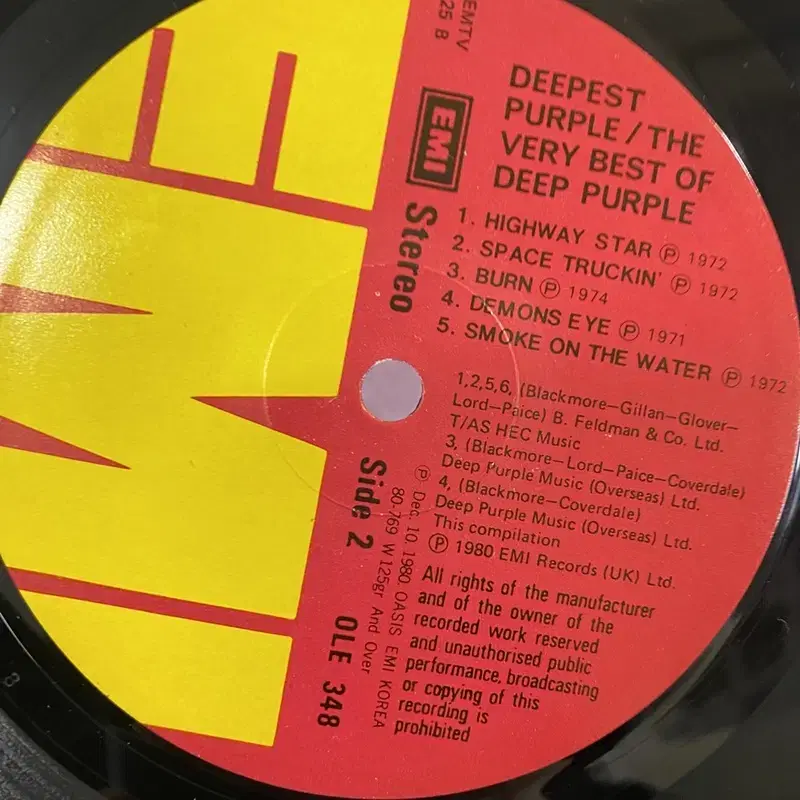 EMTV
25 B
EMI
Stereo
DEEPEST
PURPLE/THE
VERY BEST OF
DEEP PURPLE
1. HIGHWAY STAR ℗ 1972
2. SPACE TRUCKIN' ℗ 1972
3. BURN ℗ 1974
4. DEMONS EYE ℗ 1971
5. SMOKE ON THE WATER ℗ 1972
1,2,5,6, (Blackmore—Gillan—Glover—
Lord—Paice) B. Feldman & Co. Ltd.
T/AS HEC Music
3, (Blackmore—Lord—Paice—Coverdale)
Deep Purple Music (Overseas) Ltd.
4, (Blackmore—Coverdale)
Deep Purple Music (Overseas) Ltd.
This compilation
℗ 1980 EMI Records (UK) Ltd.
All rights of the manufacturer
and of the owner of the
recorded work reserved
and unauthorised public
performance, broadcasting
or copying of this
recording is
prohibited
℗ Dec. 10, 1980, OASIS EMI KOREA
80-769 W125gr And Over
Side 2
OLE 348